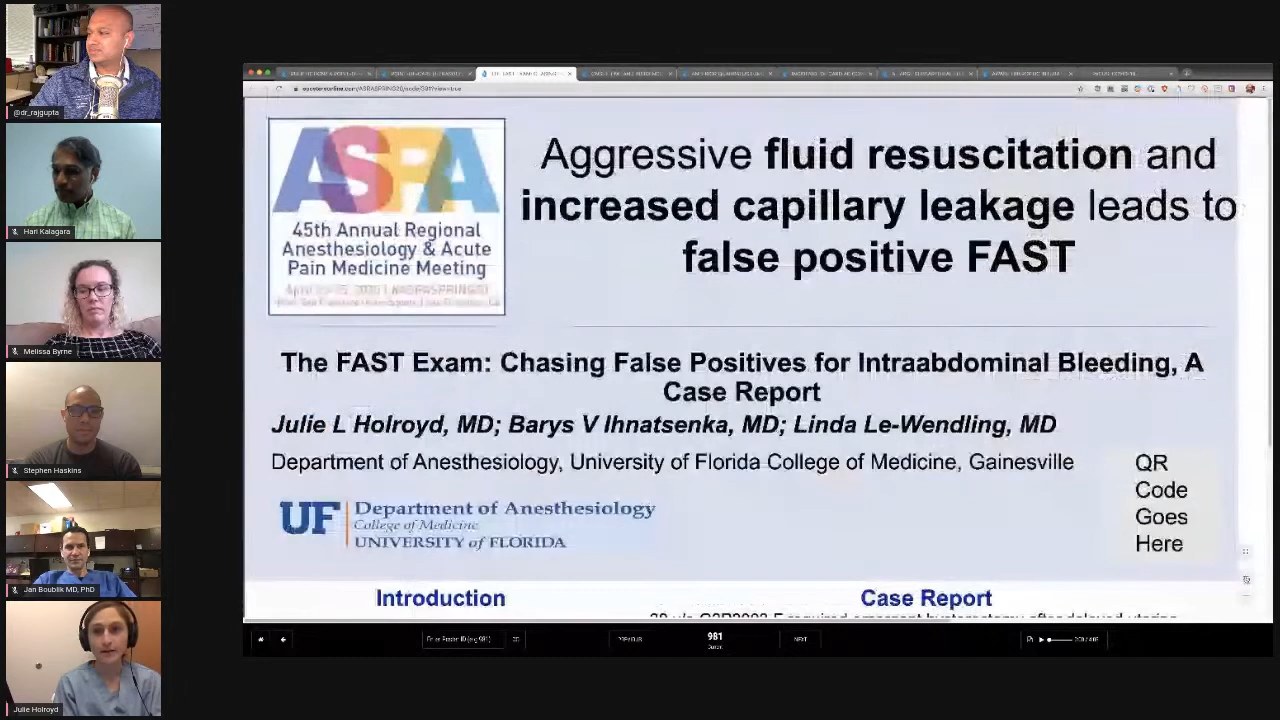 @dr_rajgupta
Hari Kalagara
Melissa Byrne
Stephen Haskins
Jan Boublik MD, PhD
Julie Holroyd
ASRA
45th Annual Regional
Anesthesiology & Acute
Pain Medicine Meeting
Aggressive fluid resuscitation and
increased capillary leakage leads to
false positive FAST
The FAST Exam: Chasing False Positives for Intraabdominal Bleeding, A
Case Report
Julie L Holroyd, MD; Barys V Ihnatsenka, MD; Linda Le-Wendling, MD
Department of Anesthesiology, University of Florida College of Medicine, Gainesville
QR
Code
Goes
Here
UF
Department of Anesthesiology
College of Medicine
UNIVERSITY of FLORIDA
Introduction
Case Report
PREVIOUS
981
NEXT